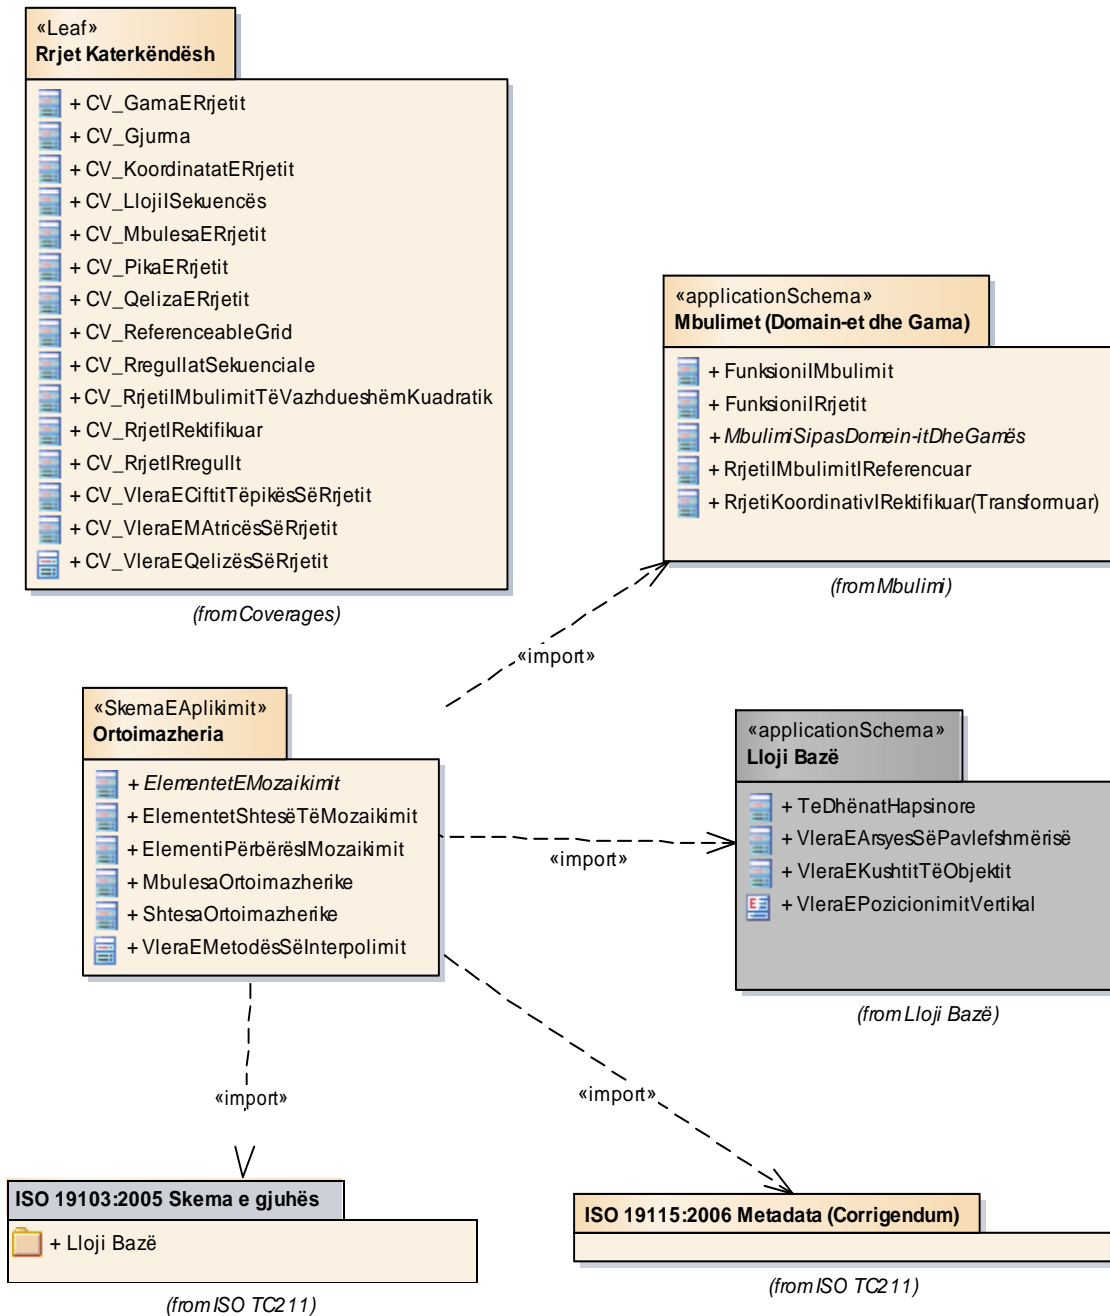 «Leaf»
Rrjet Katerkëndësh
+ CV_GamaERrjetit
+ CV_Gjurma
+ CV_KoordinatatERrjetit
+ CV_LlojiISekuencës
+ CV_MbulesaERrjetit
+ CV_PikaERrjetit
+ CV_QelizaERrjetit
+ CV_ReferenceableGrid
+ CV_RregullatSekuenciale
+ CV_RrjetiIMbulimitTëVazhdueshëmKuadratik
+ CV_RrjetIRektifikuar
+ CV_RrjetIRregullt
+ CV_VleraECiftitTëpikësSëRrjetit
+ CV_VleraEMAtricësSëRrjetit
+ CV_VleraEQelizësSëRrjetit
(from Coverages)
«applicationSchema»
Mbulimet (Domain-et dhe Gama)
+ FunksioniIMbulimit
+ FunksioniIRrjetit
+ MbulimiSipasDomein-itDheGamës
+ RrjetiIMbulimitIReferencuar
+ RrjetiKoordinativIRektifikuar(Transformuar)
(from Mbulimi)
«import»
«SkemaEAplikimit»
Ortoimazheria
+ ElementetEMozaikimit
+ ElementetShtesëTëMozaikimit
+ ElementiPërbërësIMozaikimit
+ MbulesaOrtoimazherike
+ ShtesaOrtoimazherike
+ VleraEMetodësSëInterpolimit
«import»
«applicationSchema»
Lloji Bazë
+ TeDhënatHapsinore
+ VleraEArsyesSëPavlefshmërisë
+ VleraEKushtitTëObjektit
+ VleraEPozicionimitVertikal
(from Lloji Bazë)
«import»
«import»
ISO 19103:2005 Skema e gjuhës
+ Lloji Bazë
(from ISO TC211)
ISO 19115:2006 Metadata (Corrigendum)
(from ISO TC211)